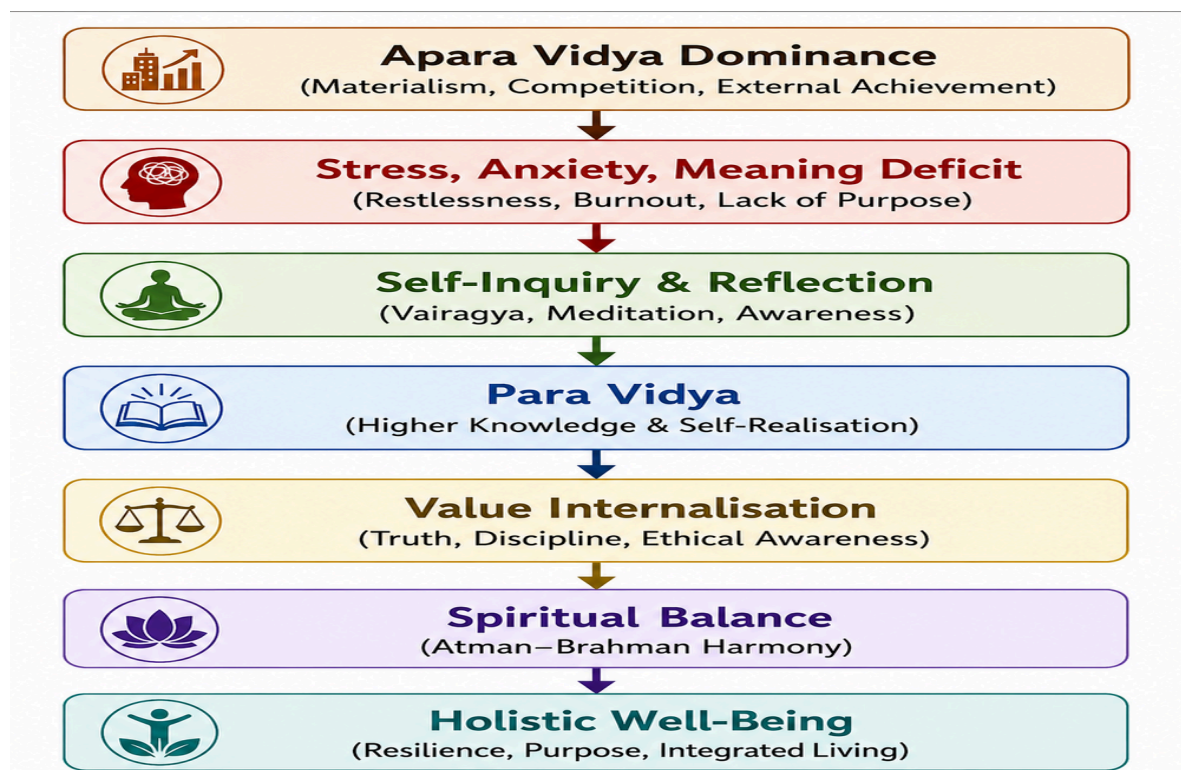 Apara Vidya Dominance
(Materialism, Competition, External Achievement)
Stress, Anxiety, Meaning Deficit
(Restlessness, Burnout, Lack of Purpose)
Self-Inquiry & Reflection
(Vairagya, Meditation, Awareness)
Para Vidya
(Higher Knowledge & Self-Realisation)
Value Internalisation
(Truth, Discipline, Ethical Awareness)
Spiritual Balance
(Atman–Brahman Harmony)
Holistic Well-Being
(Resilience, Purpose, Integrated Living)